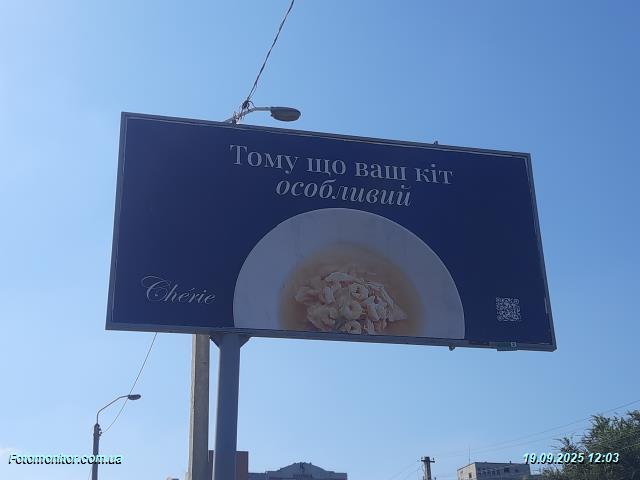 Тому що ваш кіт
особливий
Chérie
Fotomonitor.com.ua
19.09.2025 12:03